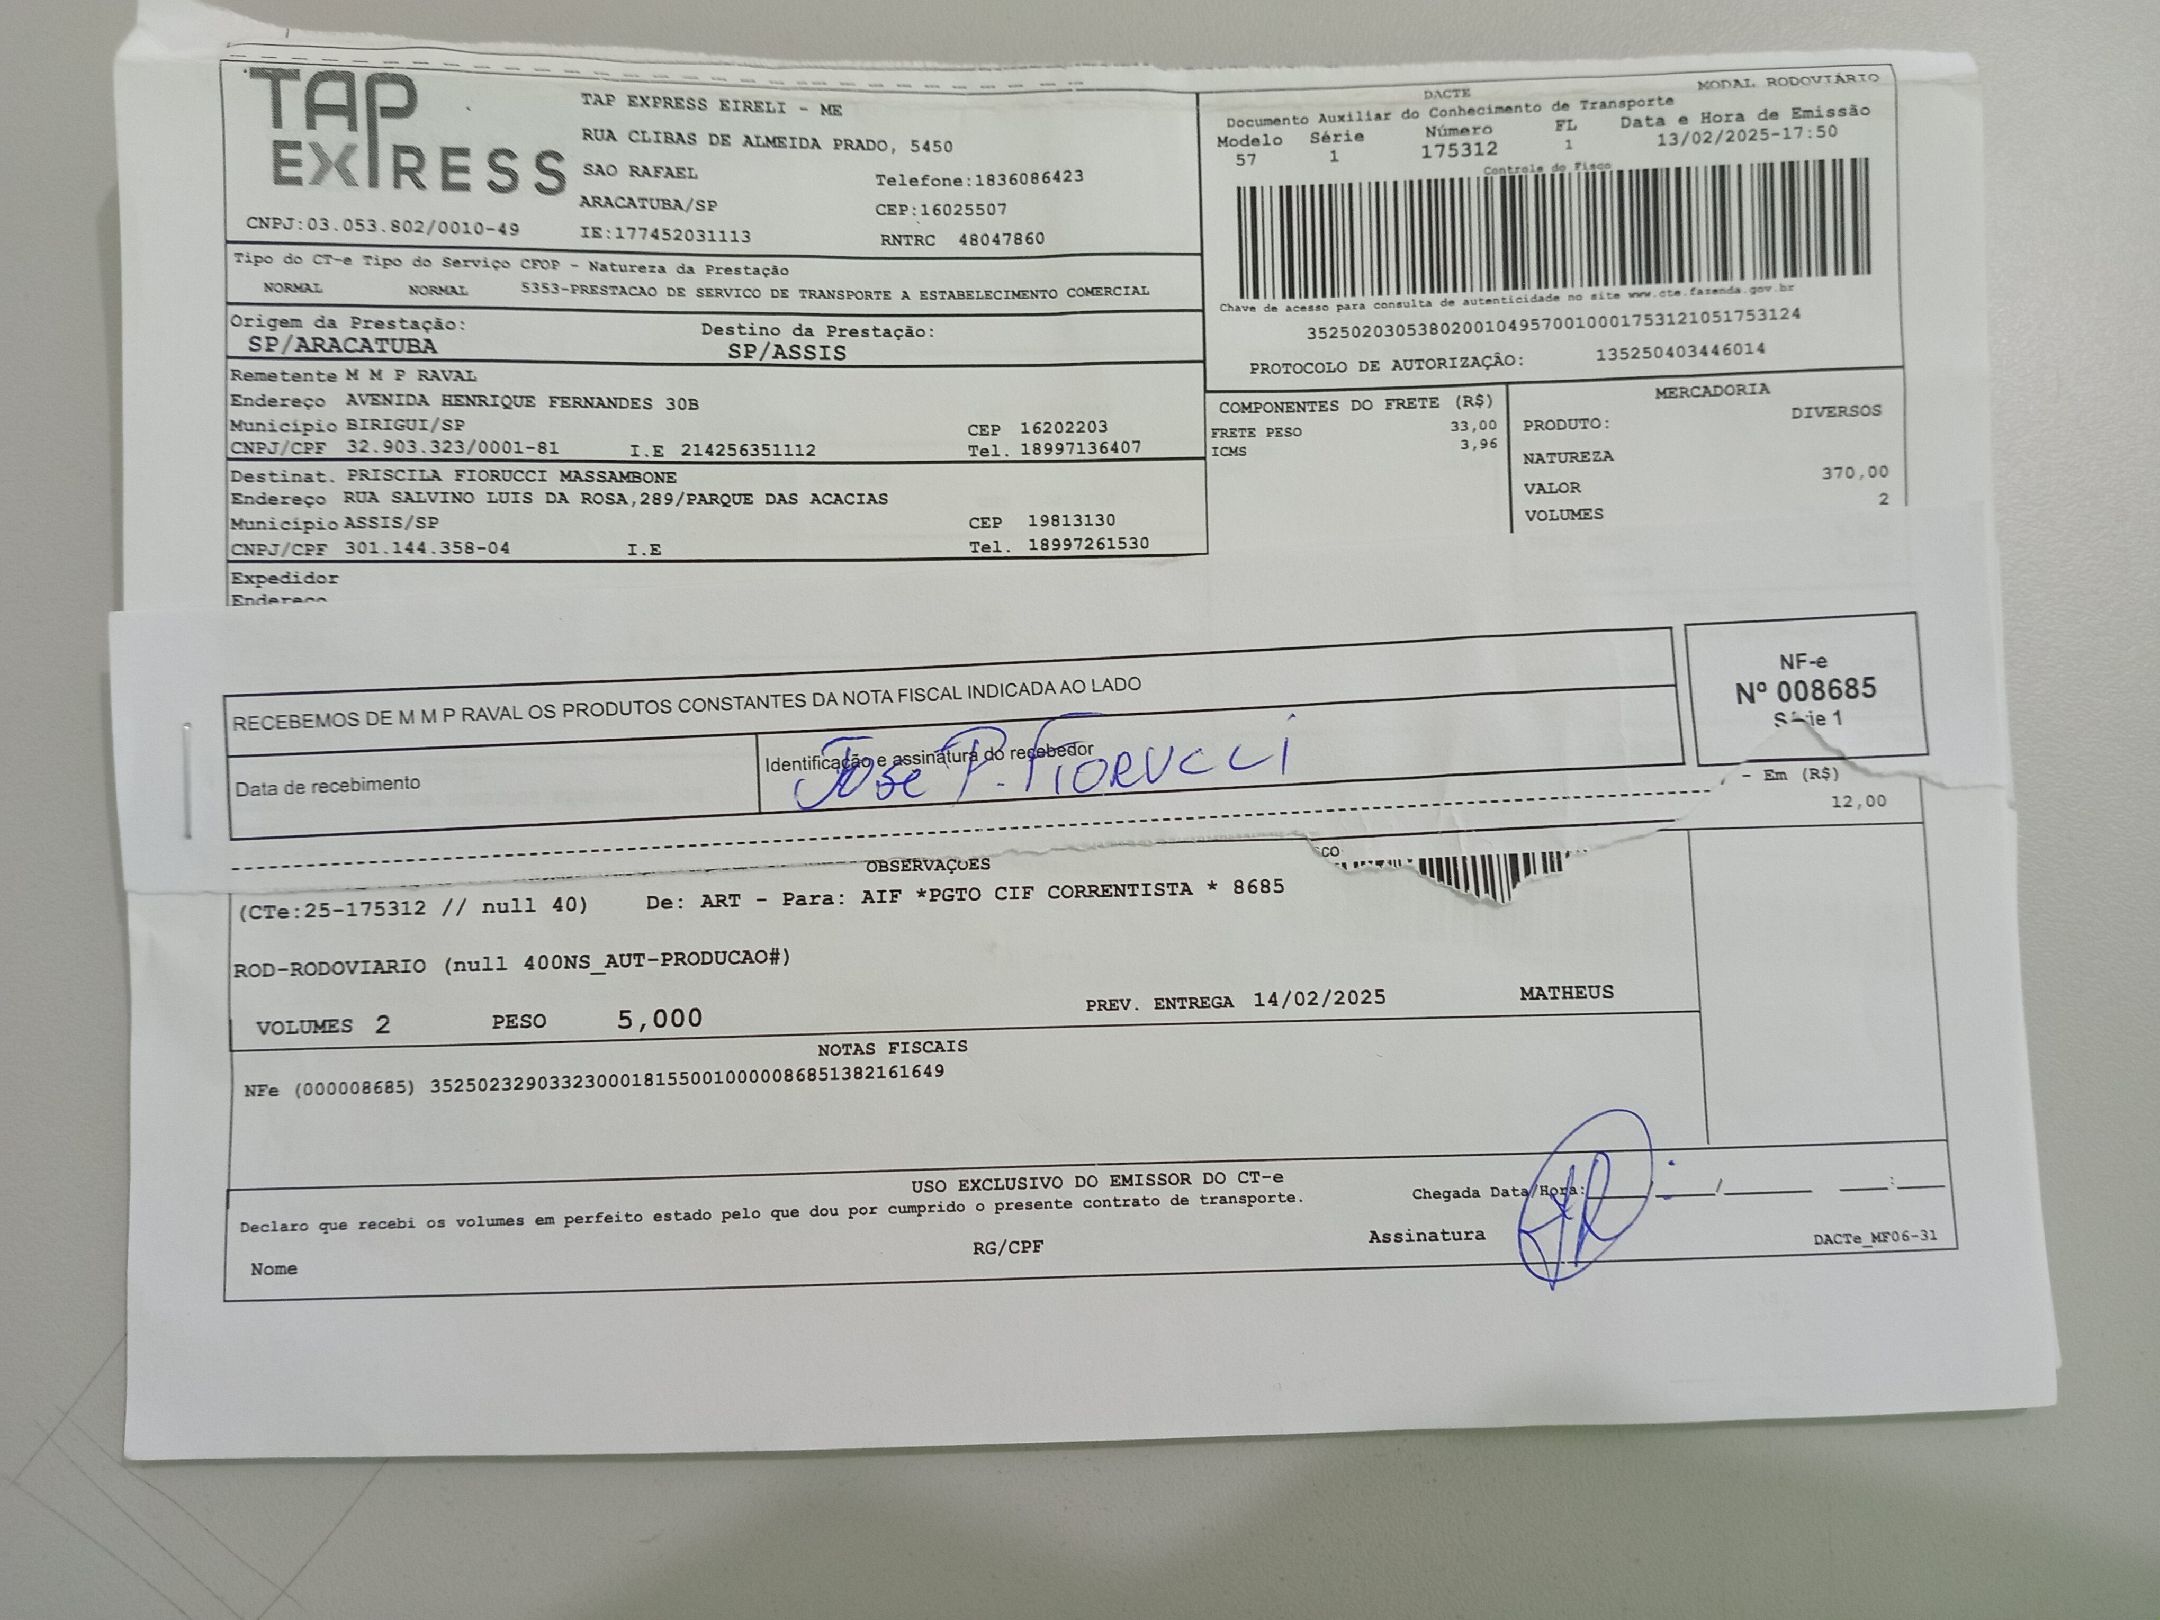 TAP EXPRESS
TAP EXPRESS EIRELI - ME
RUA CLIBAS DE ALMEIDA PRADO, 5450
SAO RAFAEL
Telefone:1836086423
ARACATUBA/SP
CEP:16025507
CNPJ:03.053.802/0010-49
IE:177452031113
RNTRC 48047860
DACTE
MODAL RODOVIÁRIO
Documento Auxiliar do Conhecimento de Transporte
Modelo Série Número FL Data e Hora de Emissão
57 1 175312 1 13/02/2025-17:50
Controle do Fisco
Chave de acesso para consulta de autenticidade no site www.cte.fazenda.gov.br
35250203053802001049570010001753121051753124
PROTOCOLO DE AUTORIZAÇÃO: 135250403446014
Tipo do CT-e Tipo do Serviço CFOP - Natureza da Prestação
NORMAL NORMAL 5353-PRESTACAO DE SERVICO DE TRANSPORTE A ESTABELECIMENTO COMERCIAL
Origem da Prestação: Destino da Prestação:
SP/ARACATUBA SP/ASSIS
Remetente M M P RAVAL
Endereço AVENIDA HENRIQUE FERNANDES 30B
Município BIRIGUI/SP CEP 16202203
CNPJ/CPF 32.903.323/0001-81 I.E 214256351112 Tel. 18997136407
Destinat. PRISCILA FIORUCCI MASSAMBONE
Endereço RUA SALVINO LUIS DA ROSA,289/PARQUE DAS ACACIAS
Município ASSIS/SP CEP 19813130
CNPJ/CPF 301.144.358-04 I.E Tel. 18997261530
Expedidor
Endereço
COMPONENTES DO FRETE (R$)
FRETE PESO 33,00
ICMS 3,96
MERCADORIA
PRODUTO: DIVERSOS
NATUREZA
VALOR 370,00
VOLUMES 2
RECEBEMOS DE M M P RAVAL OS PRODUTOS CONSTANTES DA NOTA FISCAL INDICADA AO LADO
Data de recebimento
Identificação e assinatura do recebedor
Jose P. Fiorucci
NF-e
Nº 008685
Série 1
- Em (R$)
12,00
OBSERVAÇOES
(CTe:25-175312 // null 40) De: ART - Para: AIF *PGTO CIF CORRENTISTA * 8685
ROD-RODOVIARIO (null 400NS_AUT-PRODUCAO#)
VOLUMES 2 PESO 5,000 PREV. ENTREGA 14/02/2025 MATHEUS
NOTAS FISCAIS
NFe (000008685) 35250232903323000181550010000086851382161649
USO EXCLUSIVO DO EMISSOR DO CT-e
Declaro que recebi os volumes em perfeito estado pelo que dou por cumprido o presente contrato de transporte.
Chegada Data/Hora:____/____/______ ___:___
Nome RG/CPF Assinatura
DACTe_MF06-31